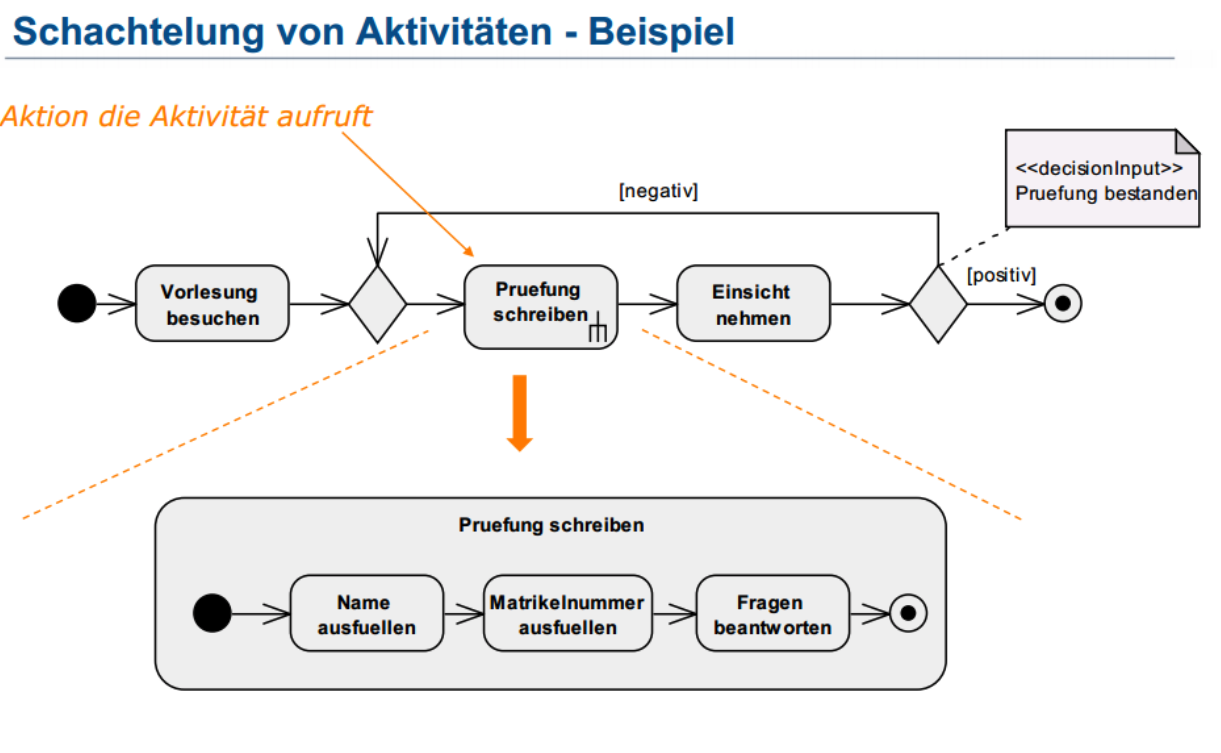 Schachtelung von Aktivitäten - Beispiel
Aktion die Aktivität aufruft
<<decisionInput>>
Pruefung bestanden
[negativ]
Vorlesung
besuchen
Pruefung
schreiben
Einsicht
nehmen
[positiv]
Pruefung schreiben
Name
ausfuellen
Matrikelnummer
ausfuellen
Fragen
beantworten